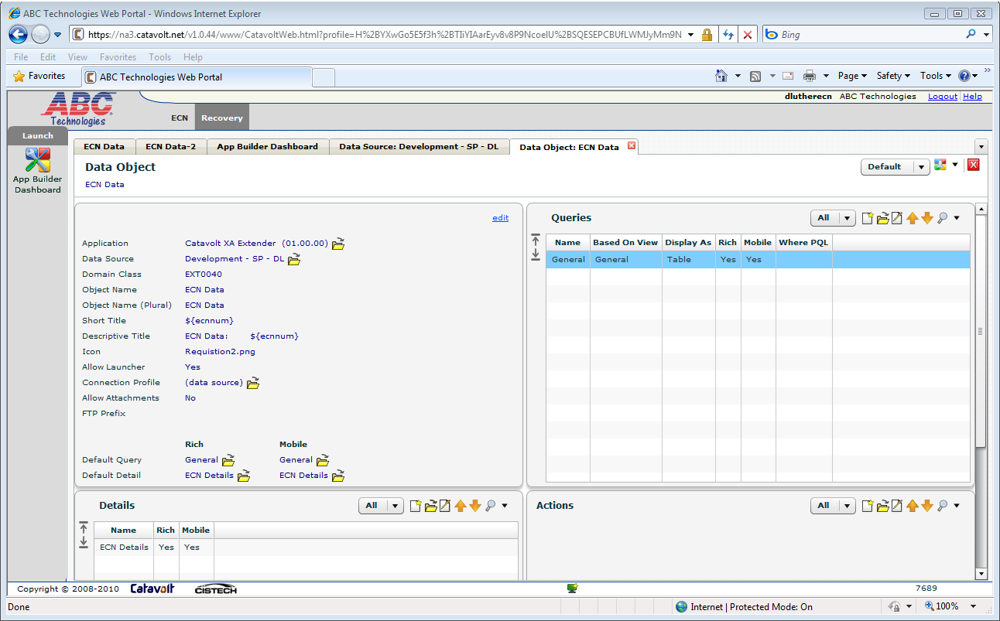 ABC Technologies Web Portal - Windows Internet Explorer
https://na3.catavolt.net/v1.0.44/www/CatavoltWeb.html?profile=H%2BYXwGo5E5f3h%2BTIiYIAarEyv8v8P9NcoelU%2BSQESEPCBUfLWMJyMm9N
Bing
File Edit View Favorites Tools Help
Favorites ABC Technologies Web Portal Page Safety Tools
dlutherecn ABC Technologies Logout Help
ABC Technologies
ECN Recovery
Launch
App Builder Dashboard
ECN Data ECN Data-2 App Builder Dashboard Data Source: Development - SP - DL Data Object: ECN Data
Data Object Default
ECN Data
edit
Application Catavolt XA Extender (01.00.00)
Data Source Development - SP - DL
Domain Class EXT0040
Object Name ECN Data
Object Name (Plural) ECN Data
Short Title ${ecnnum}
Descriptive Title ECN Data: ${ecnnum}
Icon Requistion2.png
Allow Launcher Yes
Connection Profile (data source)
Allow Attachments No
FTP Prefix
Rich Mobile
Default Query General General
Default Detail ECN Details ECN Details
Queries All
Name Based On View Display As Rich Mobile Where PQL
General General Table Yes Yes
Details All
Name Rich Mobile
ECN Details Yes Yes
Actions All
Copyright © 2008-2010 Catavolt CISTECH 7689
Done Internet | Protected Mode: On 100%